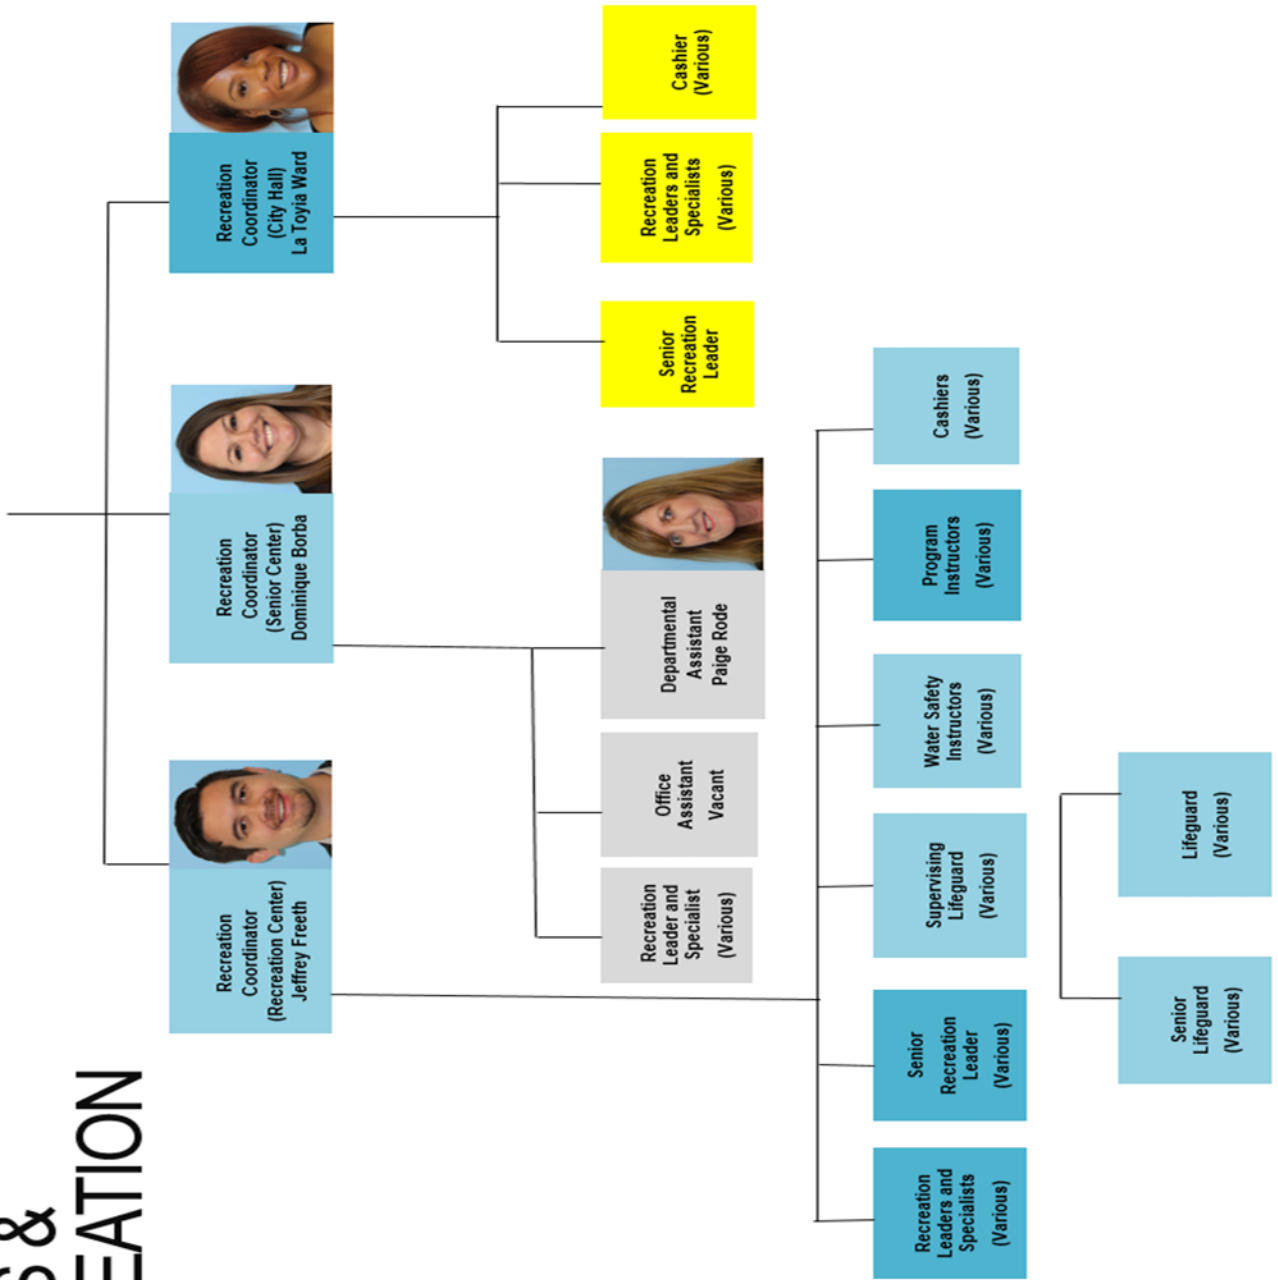 S &
EATION
Recreation
Coordinator
(Recreation Center)
Jeffrey Freeth
Recreation
Coordinator
(Senior Center)
Dominique Borba
Recreation
Coordinator
(City Hall)
La Toyia Ward
Recreation
Leader and
Specialist
(Various)
Office
Assistant
Vacant
Departmental
Assistant
Paige Rode
Senior
Recreation
Leader
Recreation
Leaders and
Specialists
(Various)
Cashier
(Various)
Recreation
Leaders and
Specialists
(Various)
Senior
Recreation
Leader
(Various)
Supervising
Lifeguard
(Various)
Water Safety
Instructors
(Various)
Program
Instructors
(Various)
Cashiers
(Various)
Senior
Lifeguard
(Various)
Lifeguard
(Various)